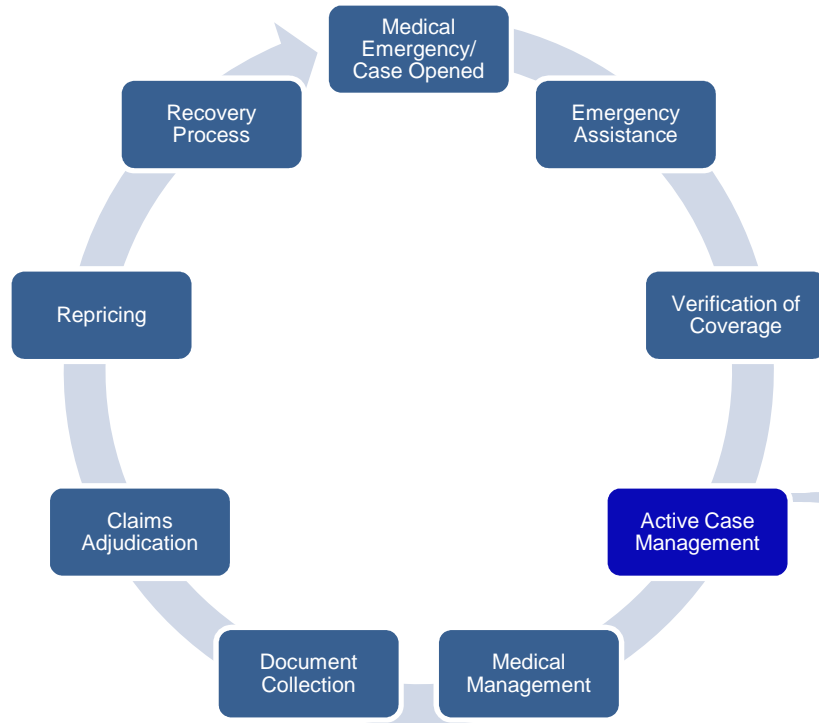 Medical
Emergency/
Case Opened
Emergency
Assistance
Verification of
Coverage
Active Case
Management
Medical
Management
Document
Collection
Claims
Adjudication
Repricing
Recovery
Process